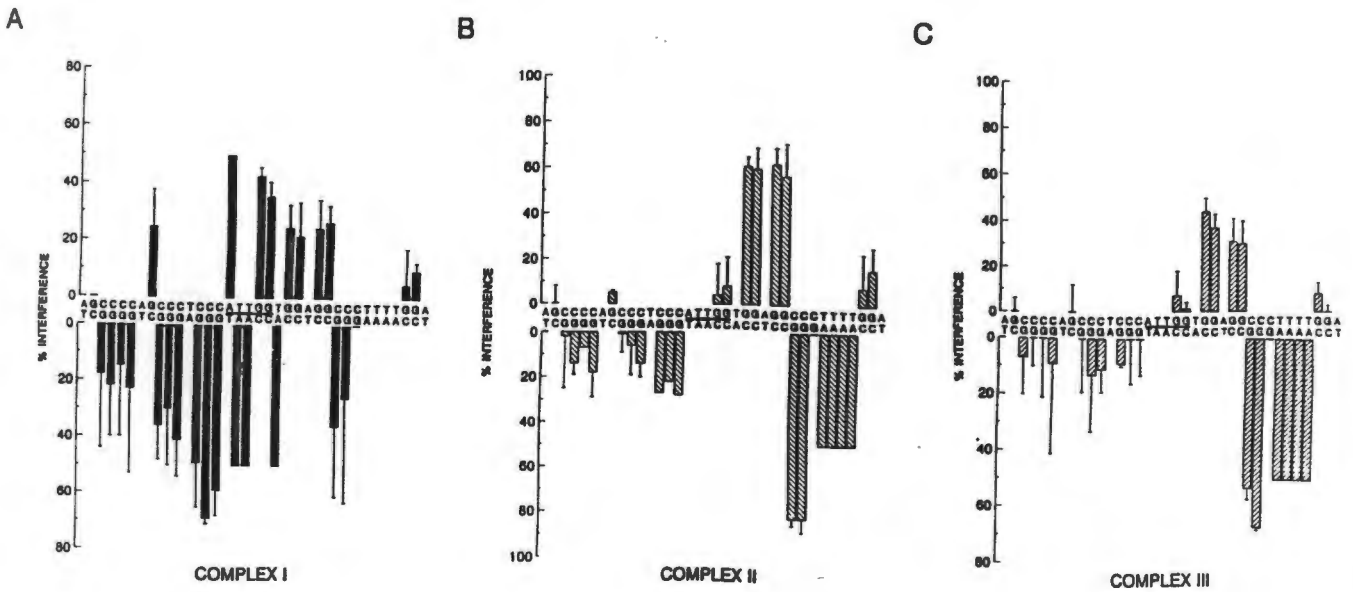 A
80
60
40
20
0
% INTERFERENCE
AGCCCCAGCCCTCCCATTGGTGGAGGCCCTTTTGGA
TCGGGGTCGGGAGGGTAACCACCTCCGGGAAAACCT
0
20
40
60
80
COMPLEX I
B
100
80
60
40
20
0
% INTERFERENCE
AGCCCCAGCCCTCCCATTGGTGGAGGCCCTTTTGGA
TCGGGGTCGGGAGGGTAACCACCTCCGGGAAAACCT
0
20
40
60
80
100
COMPLEX II
C
100
80
60
40
20
0
% INTERFERENCE
AGCCCCAGCCCTCCCATTGGTGGAGGCCCTTTTGGA
TCGGGGTCGGGAGGGTAACCACCTCCGGGAAAACCT
0
20
40
60
80
COMPLEX III